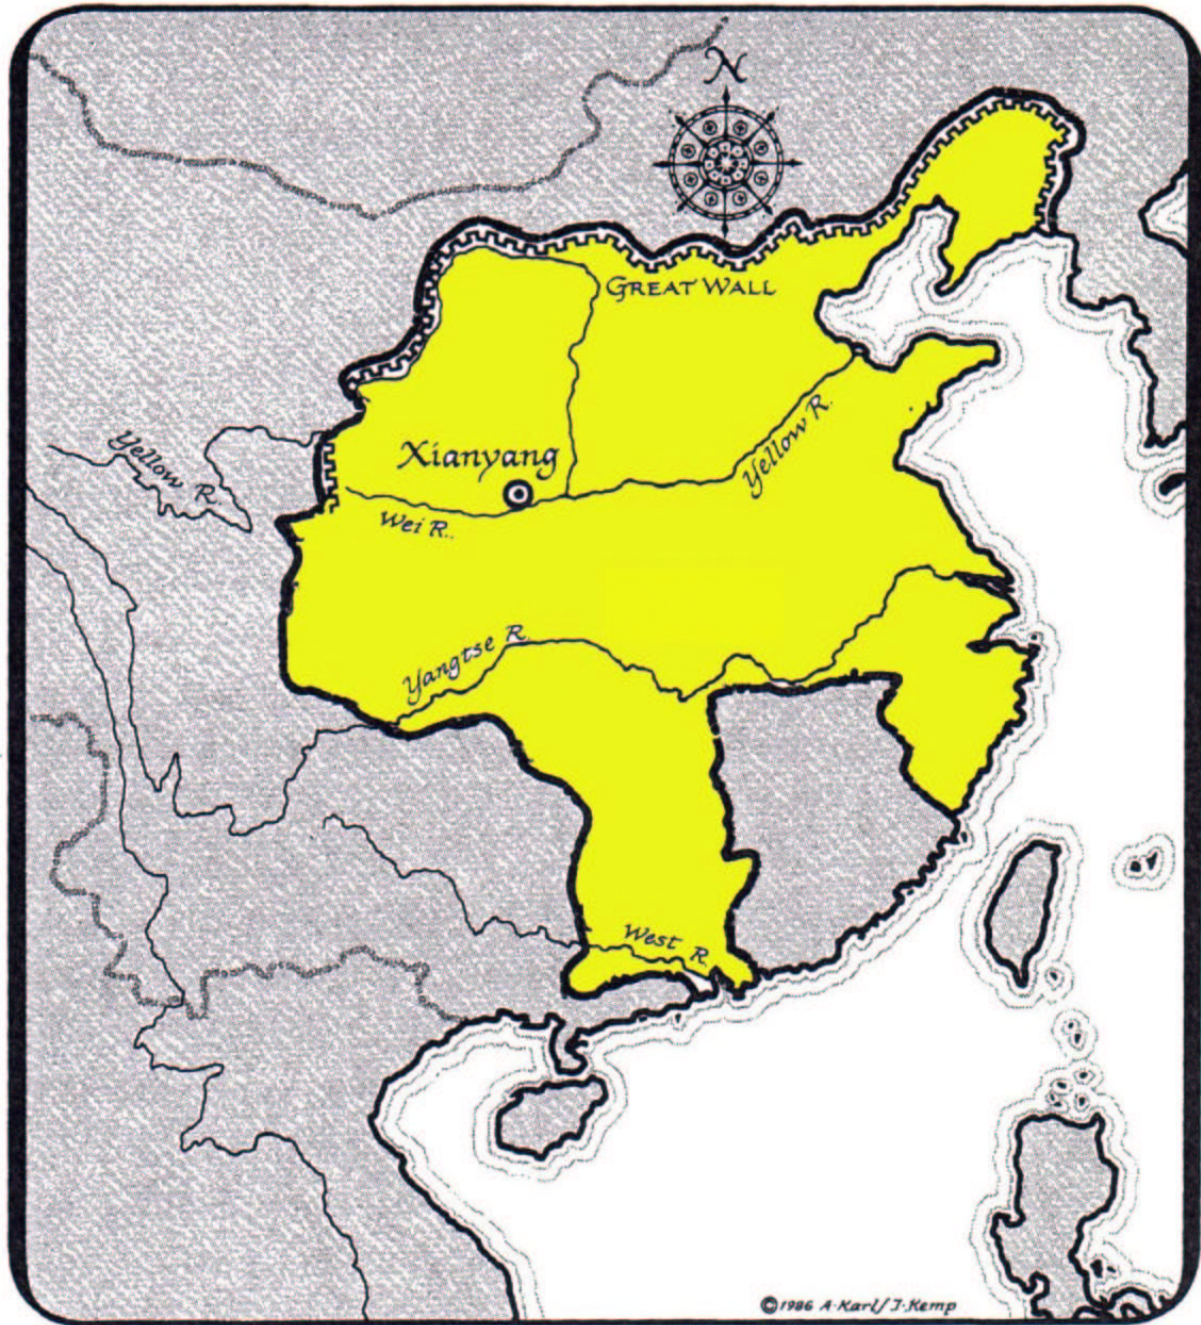 N
GREAT WALL
Yellow R.
Xianyang
Yellow R.
Wei R.
Yangtse R.
West R.
©1986 A·Karl/J·Kemp